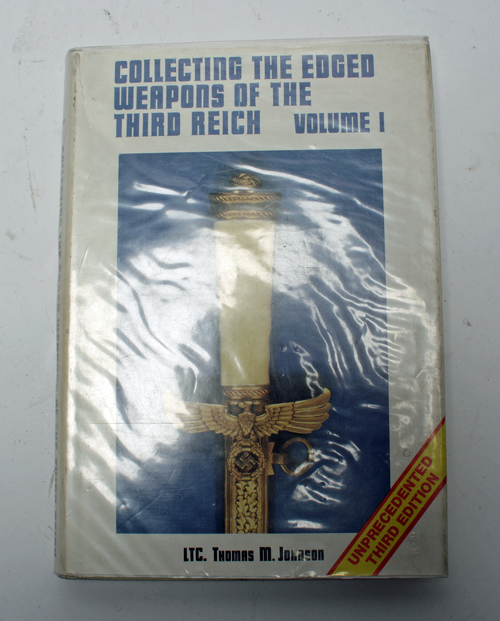 COLLECTING THE EDGED
WEAPONS OF THE
THIRD REICH VOLUME I
LTC. THOMAS M. JOHNSON
UNPRECEDENTED
THIRD EDITION